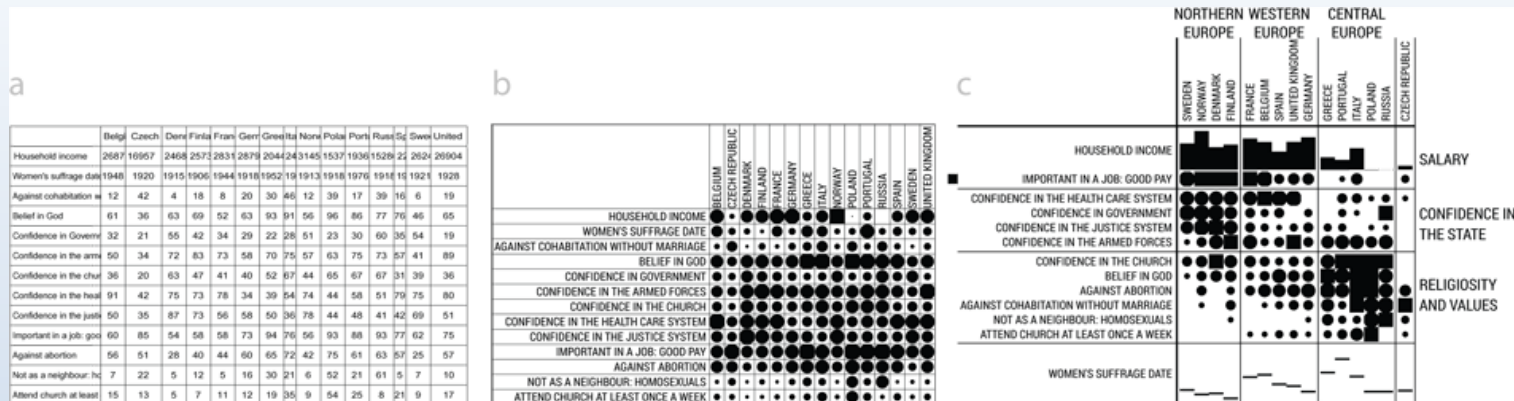 a
Belgi Czech Denr Finla Fran Gerr Gree Ita Norv Pola Port Russ Sp Swe United
Household income 2687 16957 2468 2573 2831 2879 2044 24 3145 1537 1936 1528 22 2624 26904
Women's suffrage date 1948 1920 1915 1906 1944 1918 1952 19 1913 1918 1976 1918 19 1921 1928
Against cohabitation w 12 42 4 18 8 20 30 46 12 39 17 39 16 6 19
Belief in God 61 36 63 69 52 63 93 91 56 96 86 77 76 46 65
Confidence in Governm 32 21 55 42 34 29 22 28 51 23 30 60 35 54 19
Confidence in the arm 50 34 72 83 73 58 70 75 57 63 75 73 57 41 89
Confidence in the chur 36 20 63 47 41 40 52 67 44 65 67 67 31 39 36
Confidence in the heal 91 42 75 73 78 34 39 54 74 44 58 51 79 75 80
Confidence in the justi 50 35 87 73 56 58 50 36 78 44 48 41 42 69 51
Important in a job: goo 60 85 54 58 58 73 94 76 56 93 88 93 77 62 75
Against abortion 56 51 28 40 44 60 65 72 42 75 61 63 57 25 57
Not as a neighbour: ho 7 22 5 12 5 16 30 21 6 52 21 61 5 7 10
Attend church at least 15 13 5 7 11 12 19 35 9 54 25 8 21 9 17
b
BELGIUM
CZECH REPUBLIC
DENMARK
FINLAND
FRANCE
GERMANY
GREECE
ITALY
NORWAY
POLAND
PORTUGAL
RUSSIA
SPAIN
SWEDEN
UNITED KINGDOM
HOUSEHOLD INCOME
WOMEN'S SUFFRAGE DATE
AGAINST COHABITATION WITHOUT MARRIAGE
BELIEF IN GOD
CONFIDENCE IN GOVERNMENT
CONFIDENCE IN THE ARMED FORCES
CONFIDENCE IN THE CHURCH
CONFIDENCE IN THE HEALTH CARE SYSTEM
CONFIDENCE IN THE JUSTICE SYSTEM
IMPORTANT IN A JOB: GOOD PAY
AGAINST ABORTION
NOT AS A NEIGHBOUR: HOMOSEXUALS
ATTEND CHURCH AT LEAST ONCE A WEEK
c
NORTHERN EUROPE
WESTERN EUROPE
CENTRAL EUROPE
SWEDEN
NORWAY
DENMARK
FINLAND
FRANCE
BELGIUM
SPAIN
UNITED KINGDOM
GERMANY
GREECE
PORTUGAL
ITALY
POLAND
RUSSIA
CZECH REPUBLIC
HOUSEHOLD INCOME
IMPORTANT IN A JOB: GOOD PAY
SALARY
CONFIDENCE IN THE HEALTH CARE SYSTEM
CONFIDENCE IN GOVERNMENT
CONFIDENCE IN THE JUSTICE SYSTEM
CONFIDENCE IN THE ARMED FORCES
CONFIDENCE IN
THE STATE
CONFIDENCE IN THE CHURCH
BELIEF IN GOD
AGAINST ABORTION
AGAINST COHABITATION WITHOUT MARRIAGE
NOT AS A NEIGHBOUR: HOMOSEXUALS
ATTEND CHURCH AT LEAST ONCE A WEEK
RELIGIOSITY
AND VALUES
WOMEN'S SUFFRAGE DATE